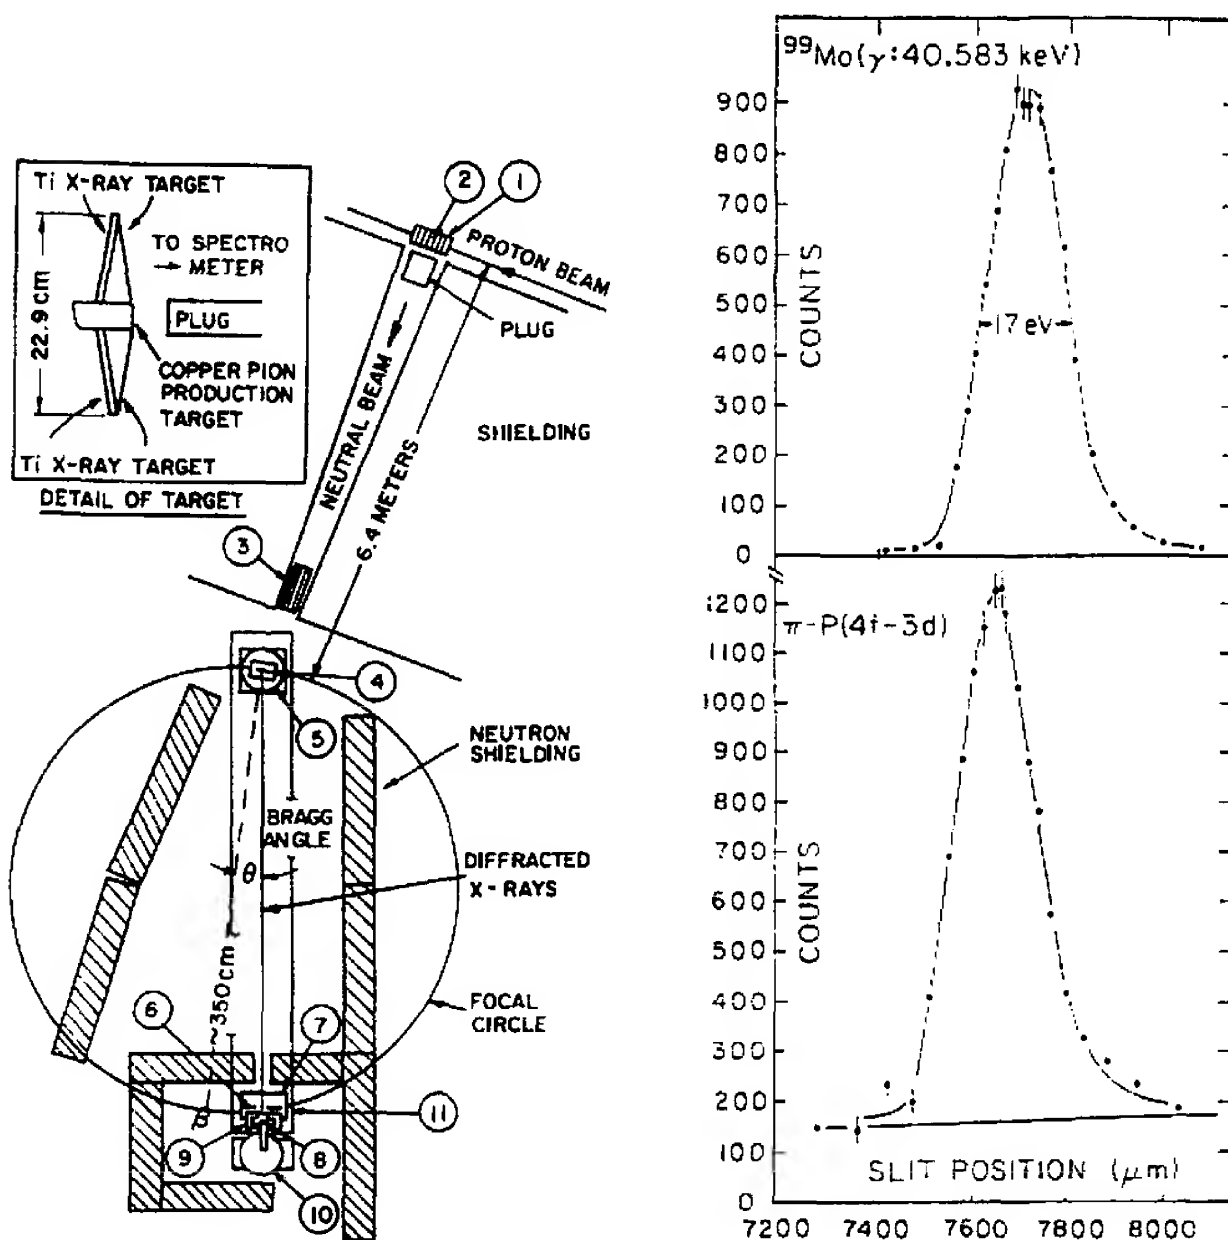 Ti X-RAY TARGET
22.9 cm
TO SPECTRO
→ METER
PLUG
COPPER PION
PRODUCTION
TARGET
Ti X-RAY TARGET
DETAIL OF TARGET
2
1
PROTON BEAM
PLUG
NEUTRAL BEAM
6.4 METERS
SHIELDING
3
4
5
NEUTRON
SHIELDING
BRAGG
ANGLE
θ
DIFFRACTED
X-RAYS
~350cm
FOCAL
CIRCLE
6
7
β
11
9
8
10
⁹⁹Mo(γ:40.583 keV)
900
800
700
600
500
400
300
200
100
0
COUNTS
17 eV
π-P(4f-3d)
1200
1100
1000
900
800
700
600
500
400
300
200
100
0
COUNTS
SLIT POSITION (μm)
7200 7400 7600 7800 8000